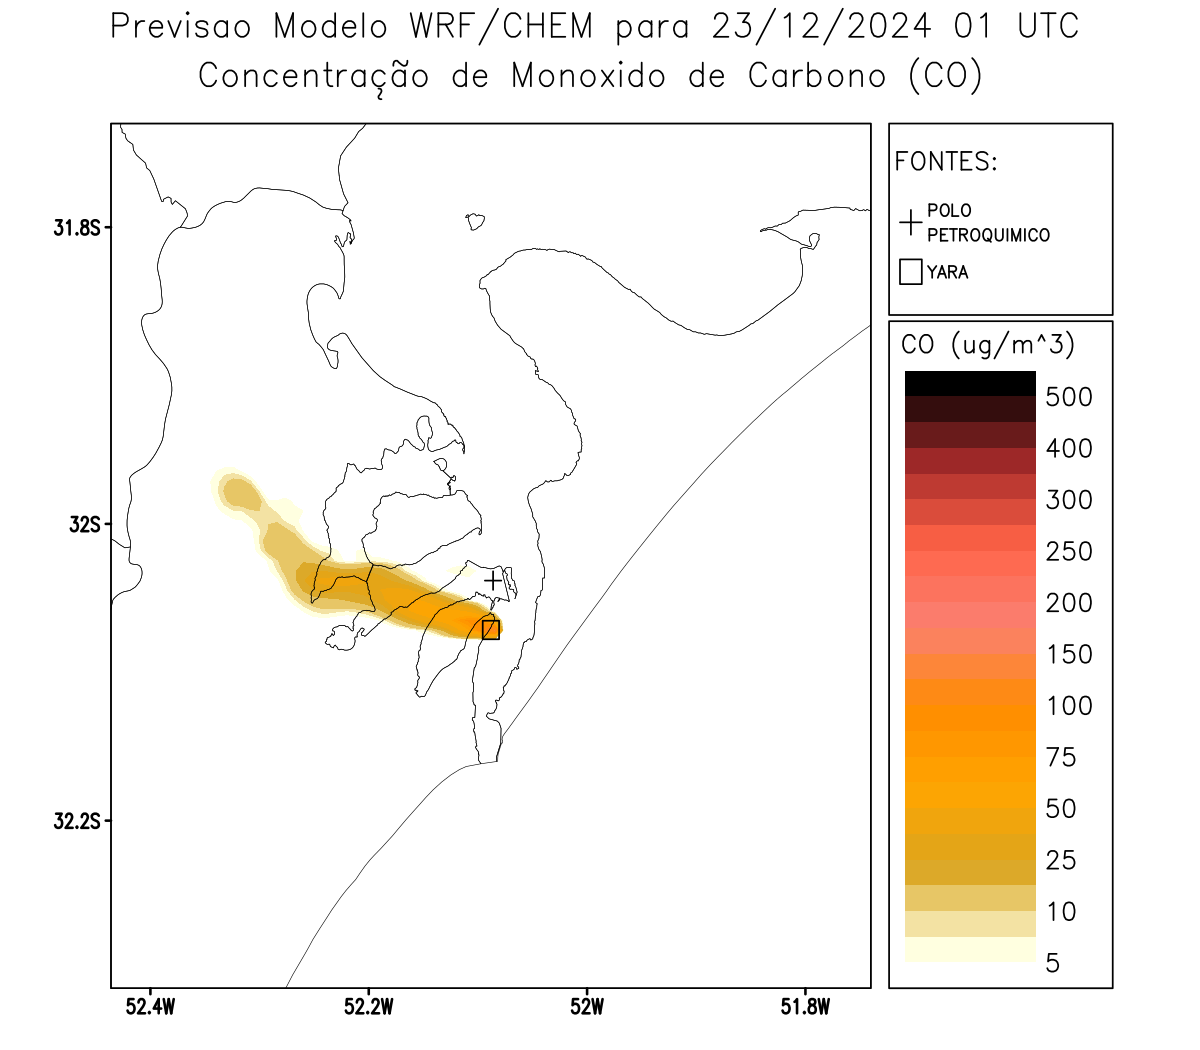 Previsao Modelo WRF/CHEM para 23/12/2024 01 UTC
Concentração de Monoxido de Carbono (CO)
FONTES:
POLO
PETROQUIMICO
YARA
CO (ug/m^3)
500
400
300
250
200
150
100
75
50
25
10
5
31.8S
32S
32.2S
52.4W
52.2W
52W
51.8W